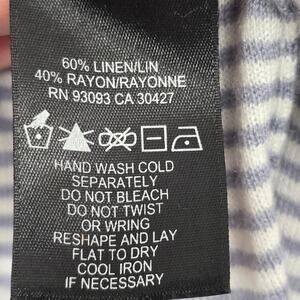 60% LINEN/LIN
40% RAYON/RAYONNE
RN 93093 CA 30427
HAND WASH COLD
SEPARATELY
DO NOT BLEACH
DO NOT TWIST
OR WRING
RESHAPE AND LAY
FLAT TO DRY
COOL IRON
IF NECESSARY